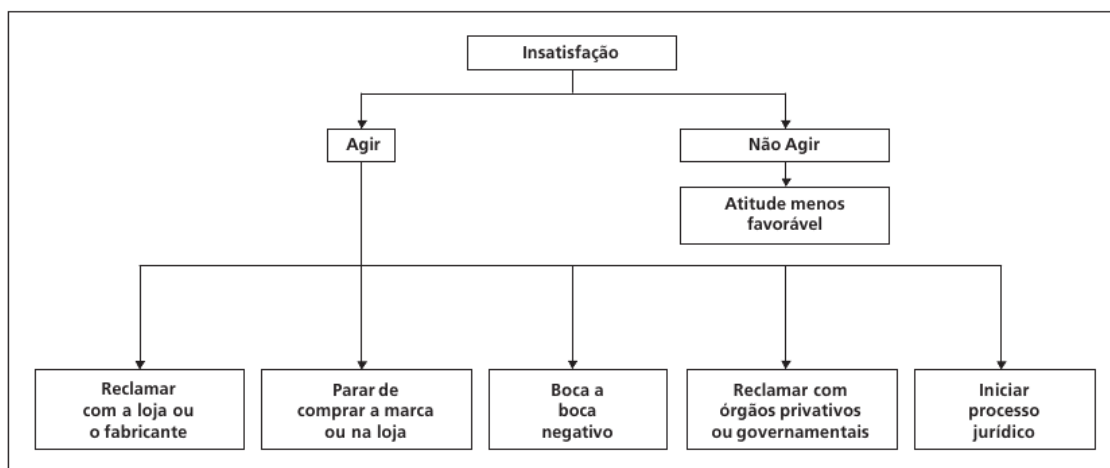 Insatisfação
Agir
Não Agir
Atitude menos
favorável
Reclamar
com a loja ou
o fabricante
Parar de
comprar a marca
ou na loja
Boca a
boca
negativo
Reclamar com
órgãos privativos
ou governamentais
Iniciar
processo
jurídico